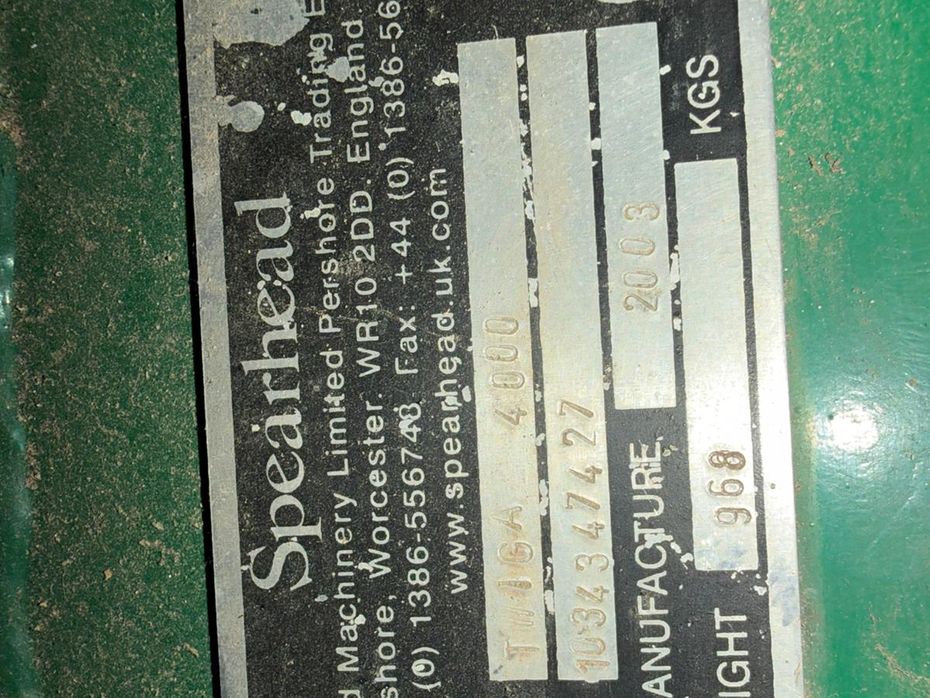 Spearhead
d Machinery Limited Pershore Trading E
shore, Worcester. WR10 2DD. England
(0) 1386-556748 Fax: +44 (0) 1386-56
www.spearhead.uk.com
TWIGA 4000
1034347427
ANUFACTURE 2003
IGHT 968 KGS